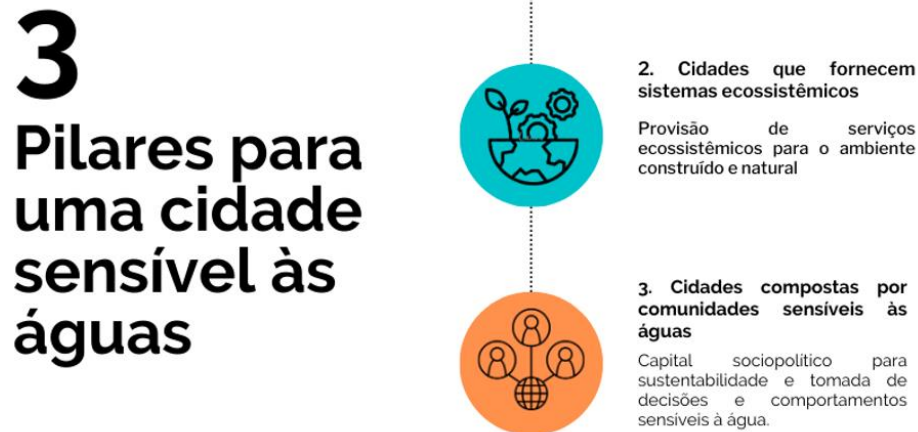 3
Pilares para
uma cidade
sensível às
águas
2. Cidades que fornecem
sistemas ecossistêmicos
Provisão de serviços
ecossistêmicos para o ambiente
construído e natural
3. Cidades compostas por
comunidades sensíveis às
águas
Capital sociopolítico para
sustentabilidade e tomada de
decisões e comportamentos
sensíveis à água.